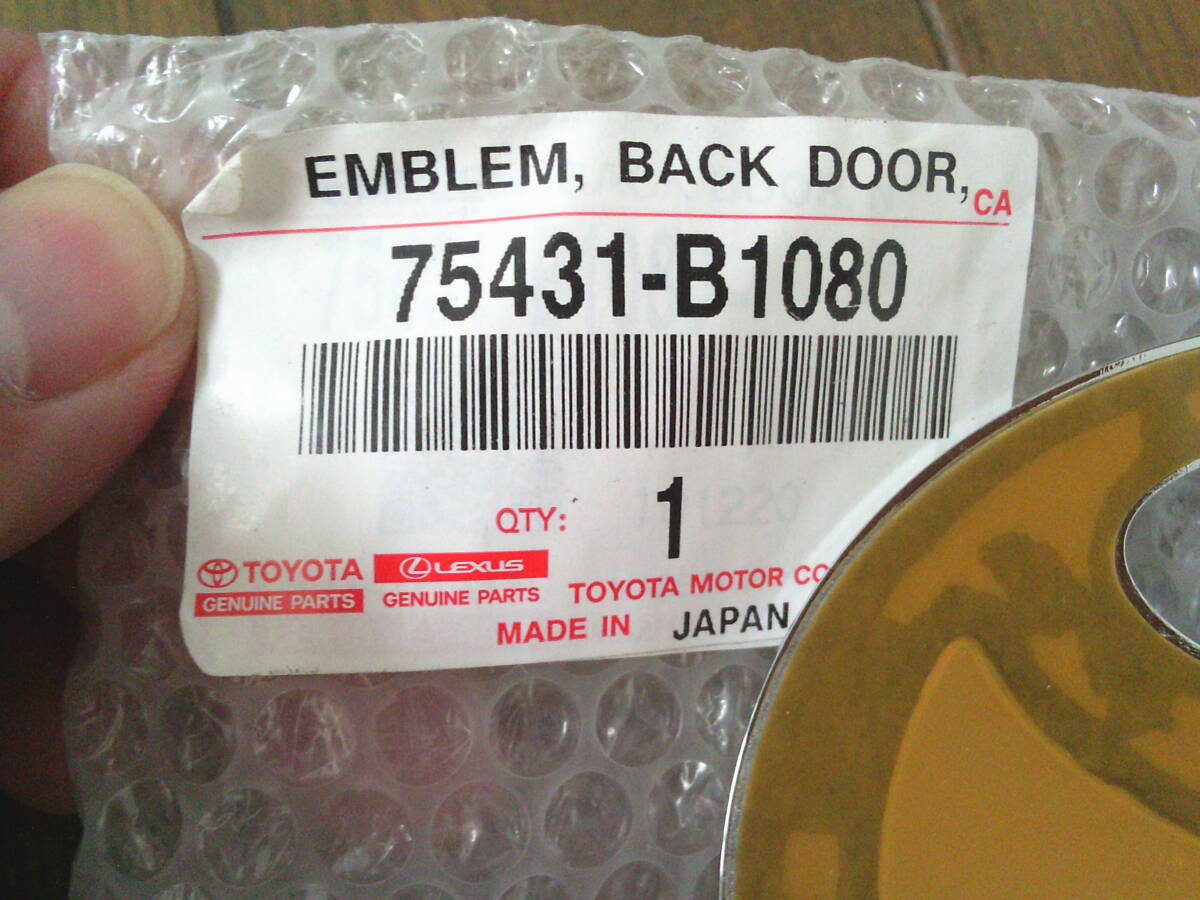 EMBLEM, BACK DOOR, CA
75431-B1080
QTY: 1
TOYOTA LEXUS
GENUINE PARTS GENUINE PARTS TOYOTA MOTOR CO
MADE IN JAPAN